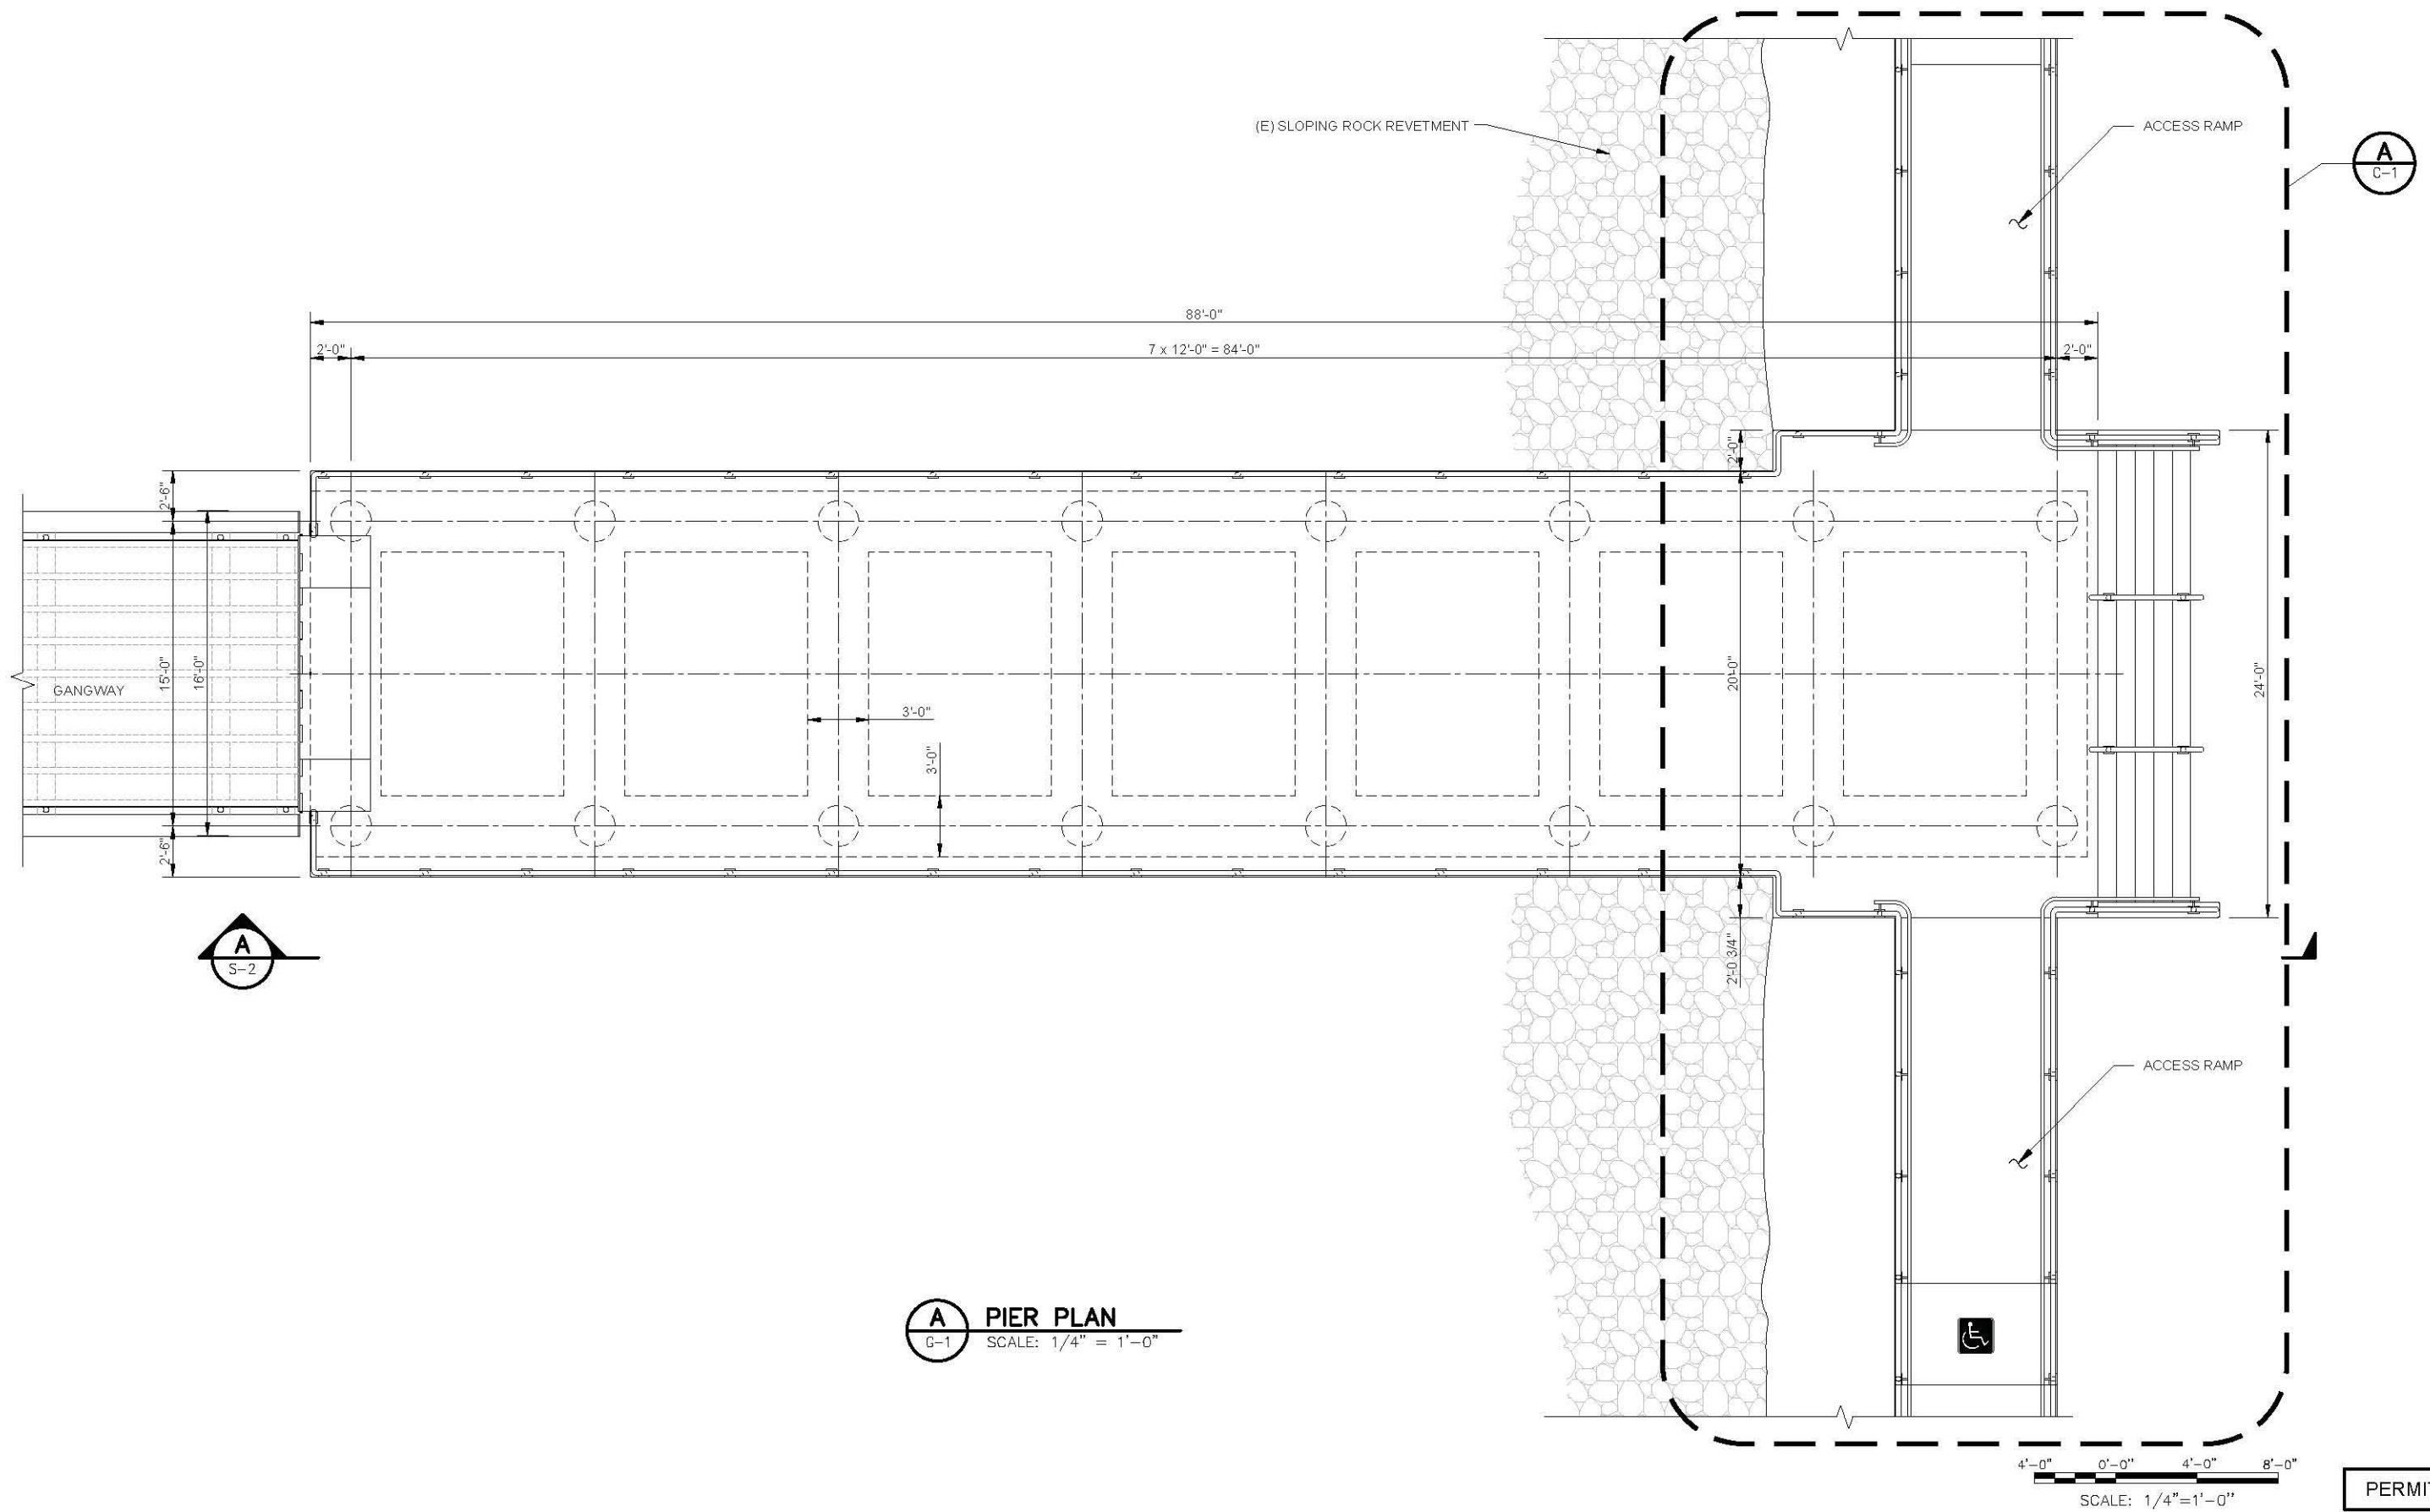 (E) SLOPING ROCK REVETMENT
ACCESS RAMP
A
C-1
88'-0"
2'-0"
7 x 12'-0" = 84'-0"
2'-0"
2'-0"
2'-6"
15'-0"
16'-0"
GANGWAY
20'-0"
24'-0"
3'-0"
3'-0"
2'-6"
A
S-2
2'-0 3/4"
ACCESS RAMP
A
G-1
PIER PLAN
SCALE: 1/4" = 1'-0"
4'-0" 0'-0" 4'-0" 8'-0"
SCALE: 1/4"=1'-0"
PERMIT